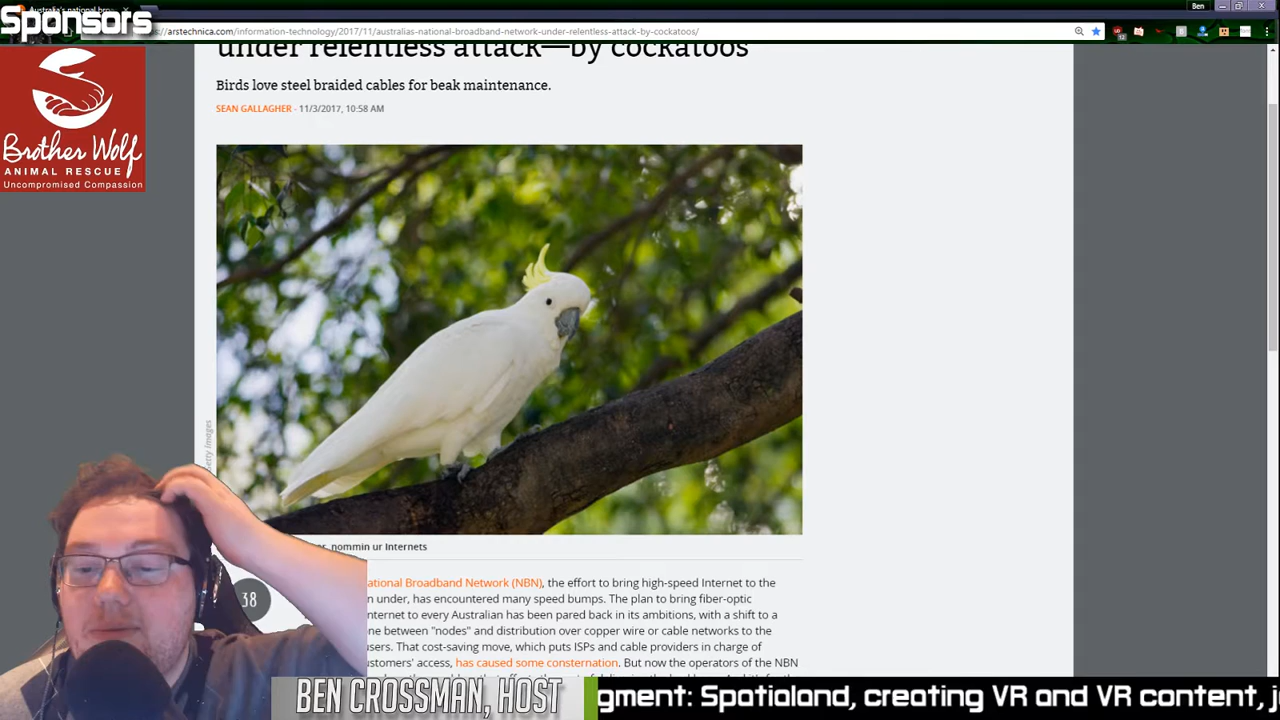 Sponsors
Ben
arstechnica.com/information-technology/2017/11/australias-national-broadband-network-under-relentless-attack-by-cockatoos/
under relentless attack—by cockatoos
Birds love steel braided cables for beak maintenance.
SEAN GALLAGHER - 11/3/2017, 10:58 AM
Brother Wolf
ANIMAL RESCUE
Uncompromised Compassion
Getty Images
nommin ur Internets
38
ational Broadband Network (NBN), the effort to bring high-speed Internet to the
n under, has encountered many speed bumps. The plan to bring fiber-optic
nternet to every Australian has been pared back in its ambitions, with a shift to a
one between "nodes" and distribution over copper wire or cable networks to the
users. That cost-saving move, which puts ISPs and cable providers in charge of
ustomers' access, has caused some consternation. But now the operators of the NBN
BEN CROSSMAN, HOST
gment: Spatialand, creating VR and VR content, j